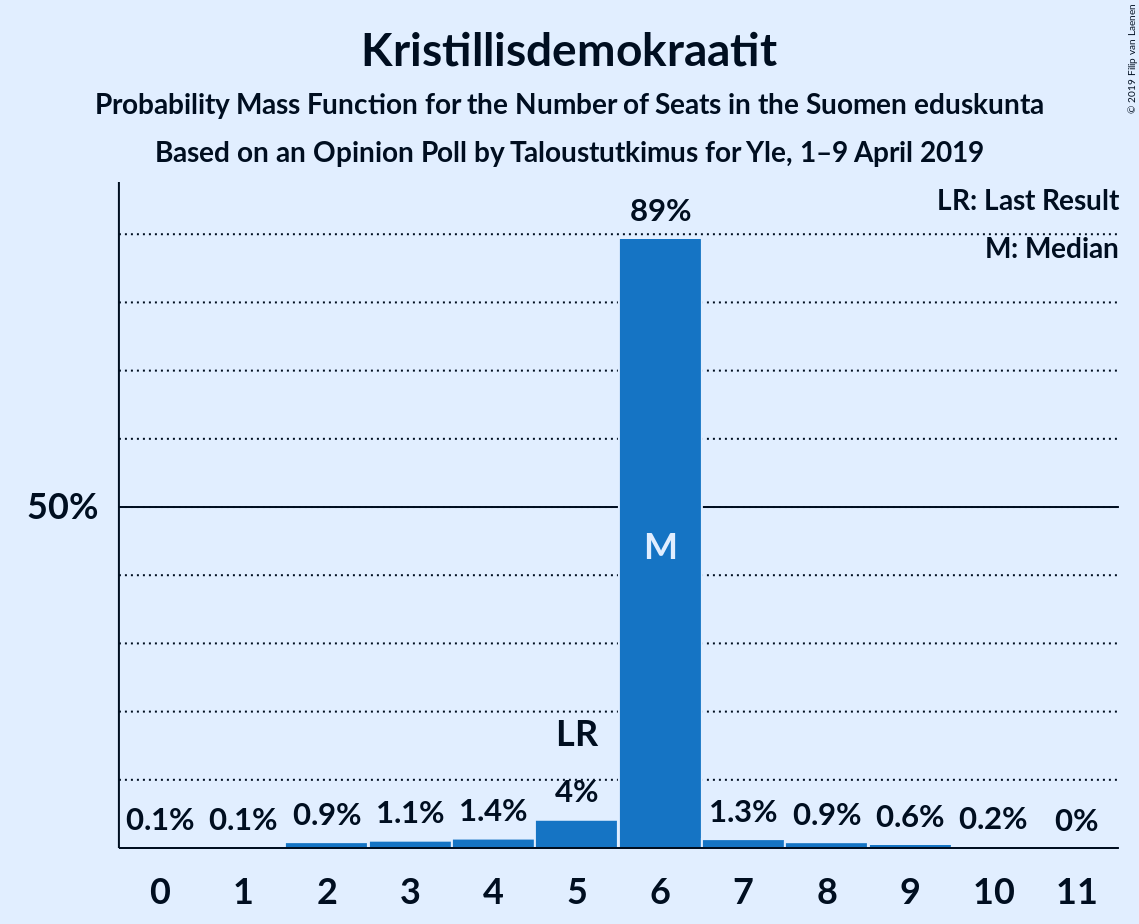 Kristillisdemokraatit
Probability Mass Function for the Number of Seats in the Suomen eduskunta
Based on an Opinion Poll by Taloustutkimus for Yle, 1–9 April 2019
© 2019 Filip van Laenen
LR: Last Result
M: Median
89%
50%
M
LR
0.1% 0.1% 0.9% 1.1% 1.4% 4% 1.3% 0.9% 0.6% 0.2% 0%
0 1 2 3 4 5 6 7 8 9 10 11